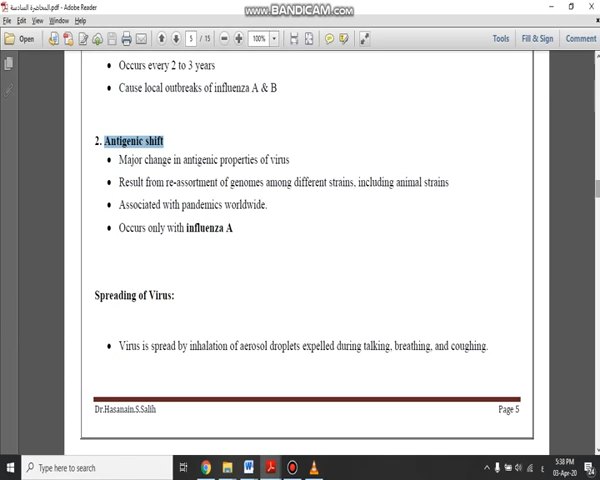 المحاضرة السادسة.pdf - Adobe Reader
www.BANDICAM.com
File Edit View Window Help
Open 5 / 15 100% Tools Fill & Sign Comment
• Occurs every 2 to 3 years
• Cause local outbreaks of influenza A & B
2. Antigenic shift
• Major change in antigenic properties of virus
• Result from re-assortment of genomes among different strains, including animal strains
• Associated with pandemics worldwide.
• Occurs only with influenza A
Spreading of Virus:
• Virus is spread by inhalation of aerosol droplets expelled during talking, breathing, and coughing.
Dr.Hasanain.S.Salih Page 5
Type here to search
5:38 PM
03-Apr-20
24